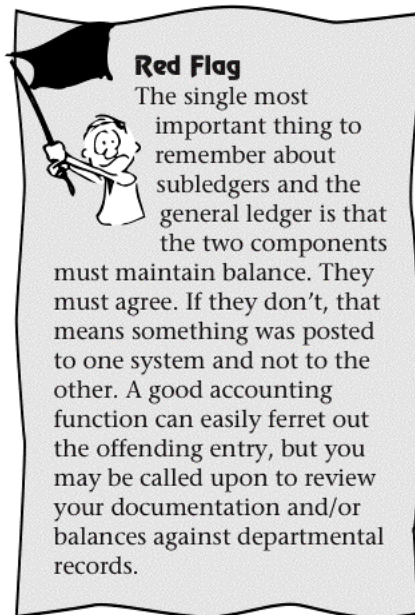 Red Flag
The single most
important thing to
remember about
subledgers and the
general ledger is that
the two components
must maintain balance. They
must agree. If they don’t, that
means something was posted
to one system and not to the
other. A good accounting
function can easily ferret out
the offending entry, but you
may be called upon to review
your documentation and/or
balances against departmental
records.